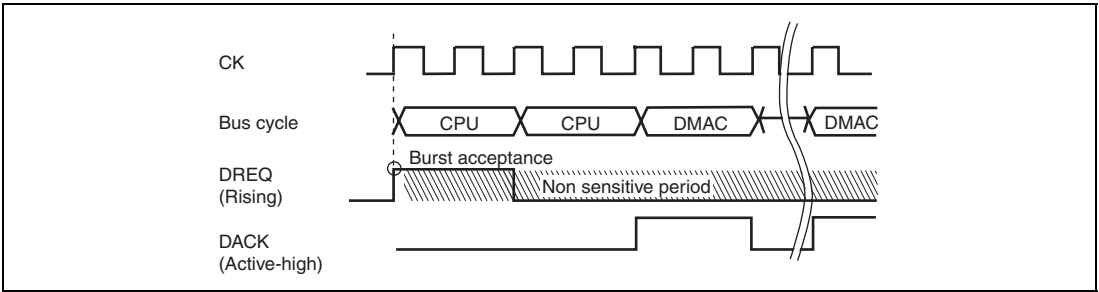 CK
Bus cycle
CPU
CPU
DMAC
DMAC
DREQ
(Rising)
Burst acceptance
Non sensitive period
DACK
(Active-high)